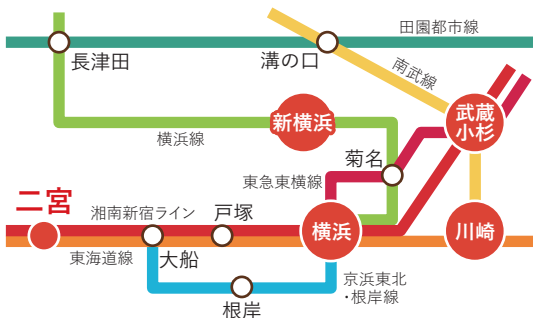 田園都市線
長津田
溝の口
南武線
新横浜
武蔵
小杉
横浜線
菊名
東急東横線
二宮
湘南新宿ライン
戸塚
横浜
川崎
東海道線
大船
京浜東北
・根岸線
根岸